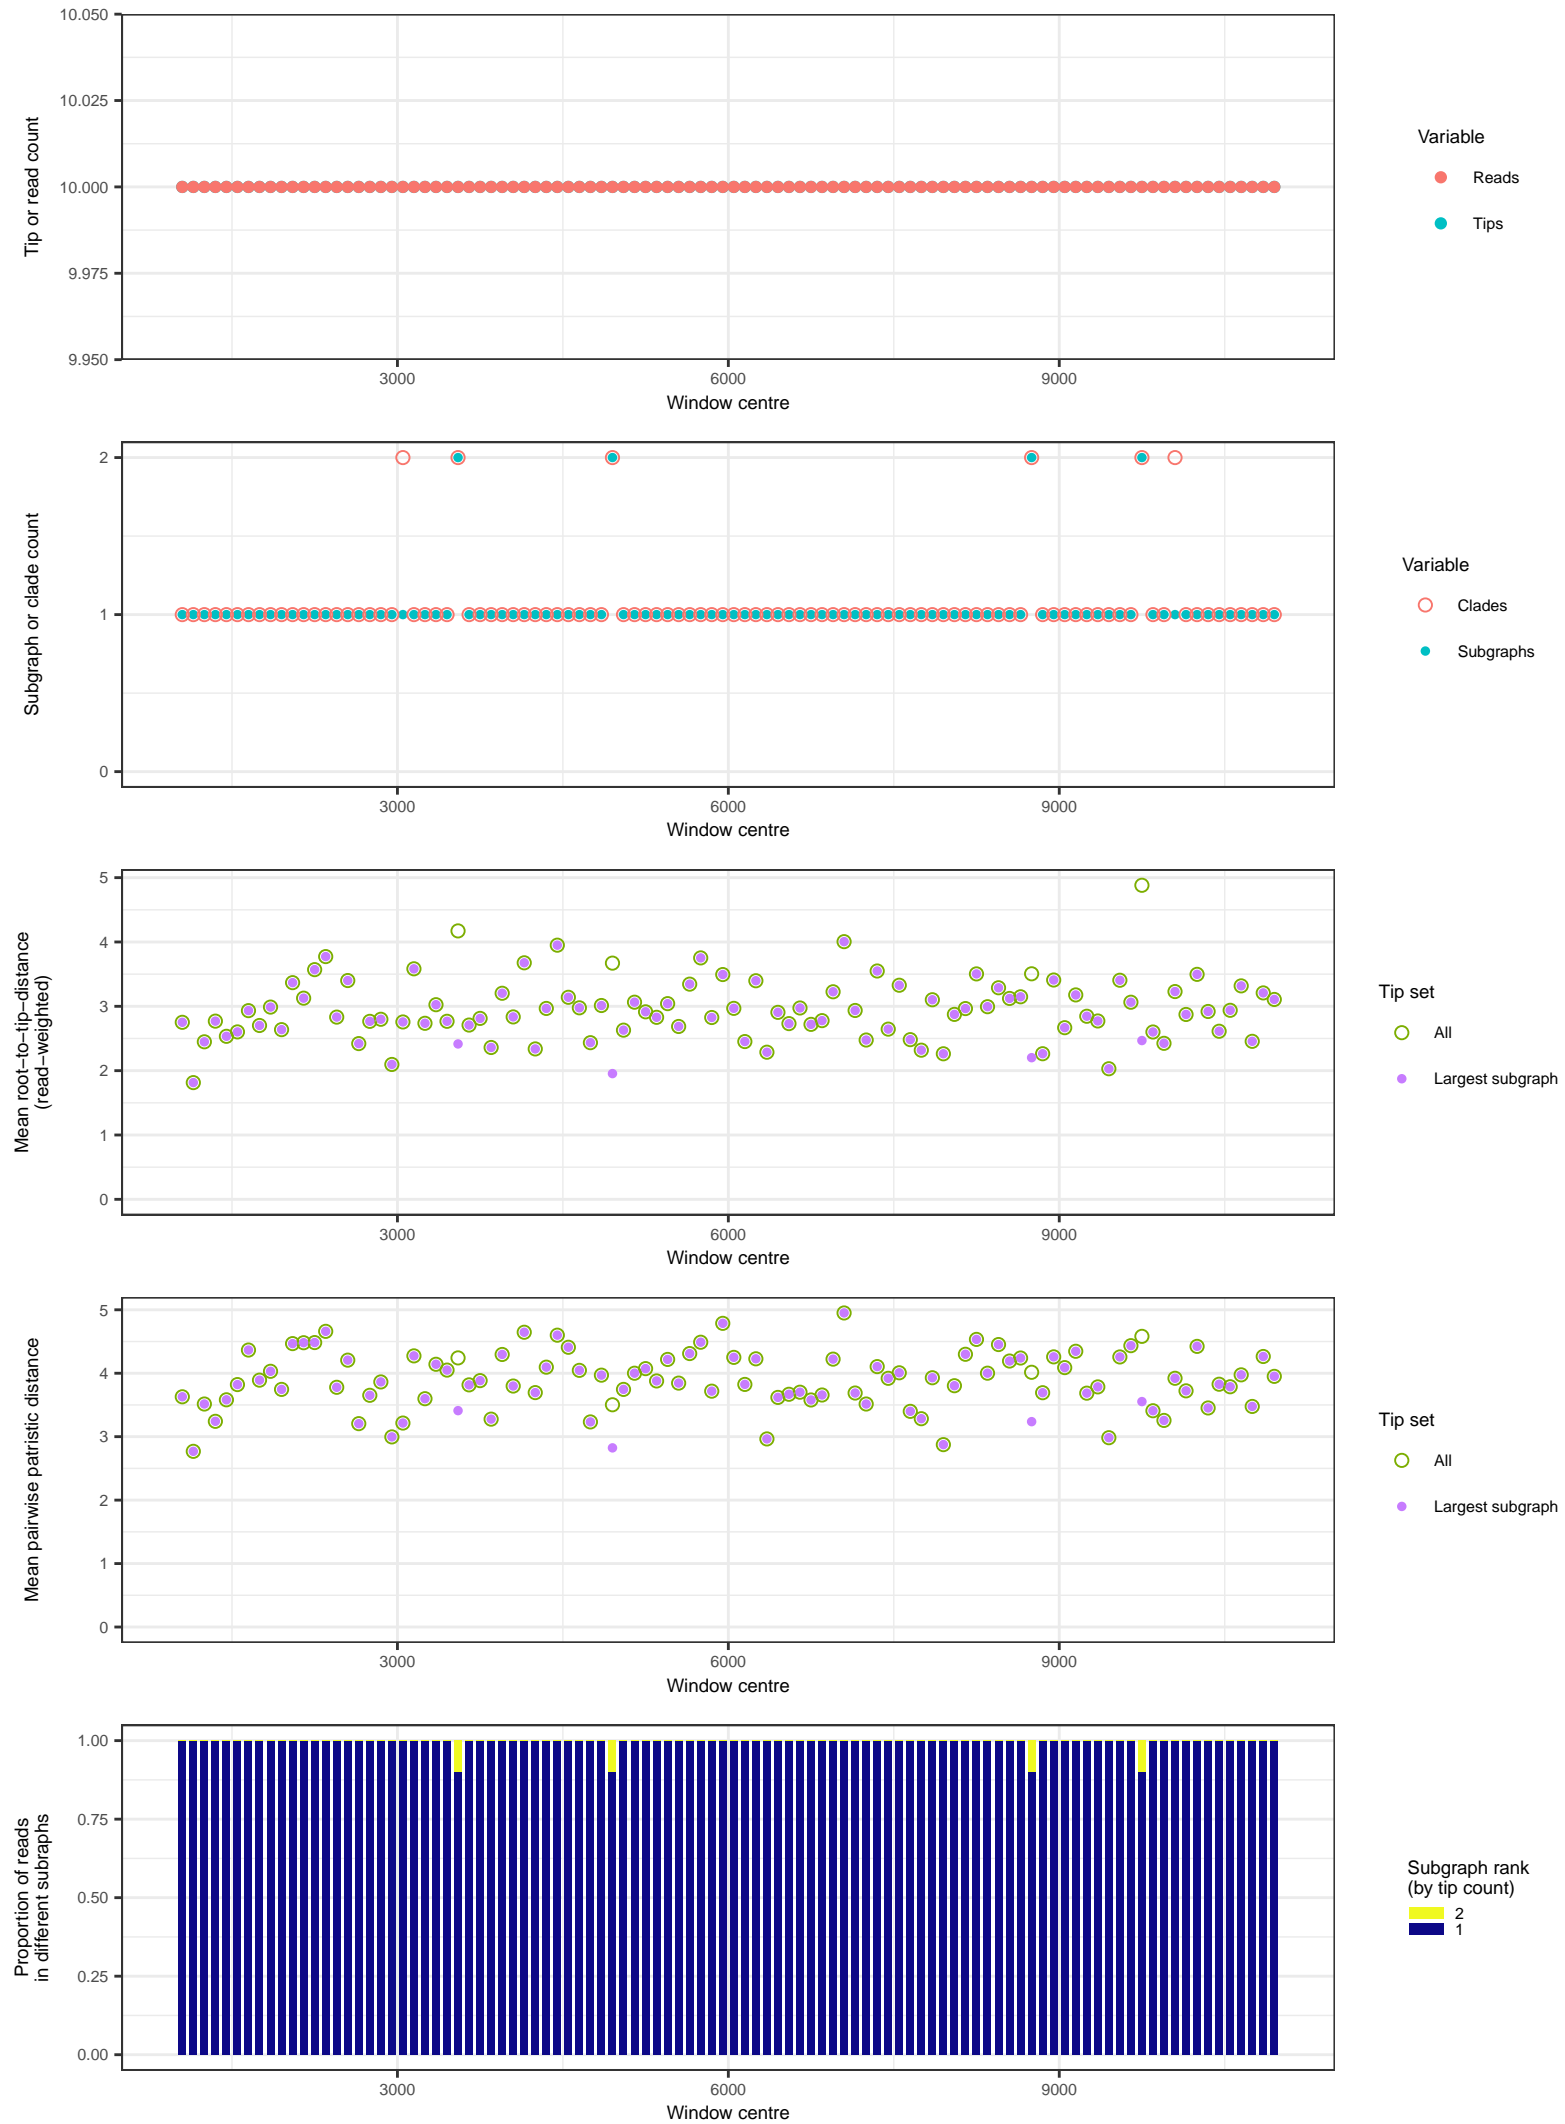 10.050
10.025
10.000
9.975
9.950
Tip or read count
3000
6000
9000
Window centre
Variable
Reads
Tips
2
1
0
Subgraph or clade count
3000
6000
9000
Window centre
Variable
Clades
Subgraphs
5
4
3
2
1
0
Mean root−to−tip−distance
(read−weighted)
3000
6000
9000
Window centre
Tip set
All
Largest subgraph
5
4
3
2
1
0
Mean pairwise patristic distance
3000
6000
9000
Window centre
Tip set
All
Largest subgraph
1.00
0.75
0.50
0.25
0.00
Proportion of reads
in different subraphs
3000
6000
9000
Window centre
Subgraph rank
(by tip count)
2
1